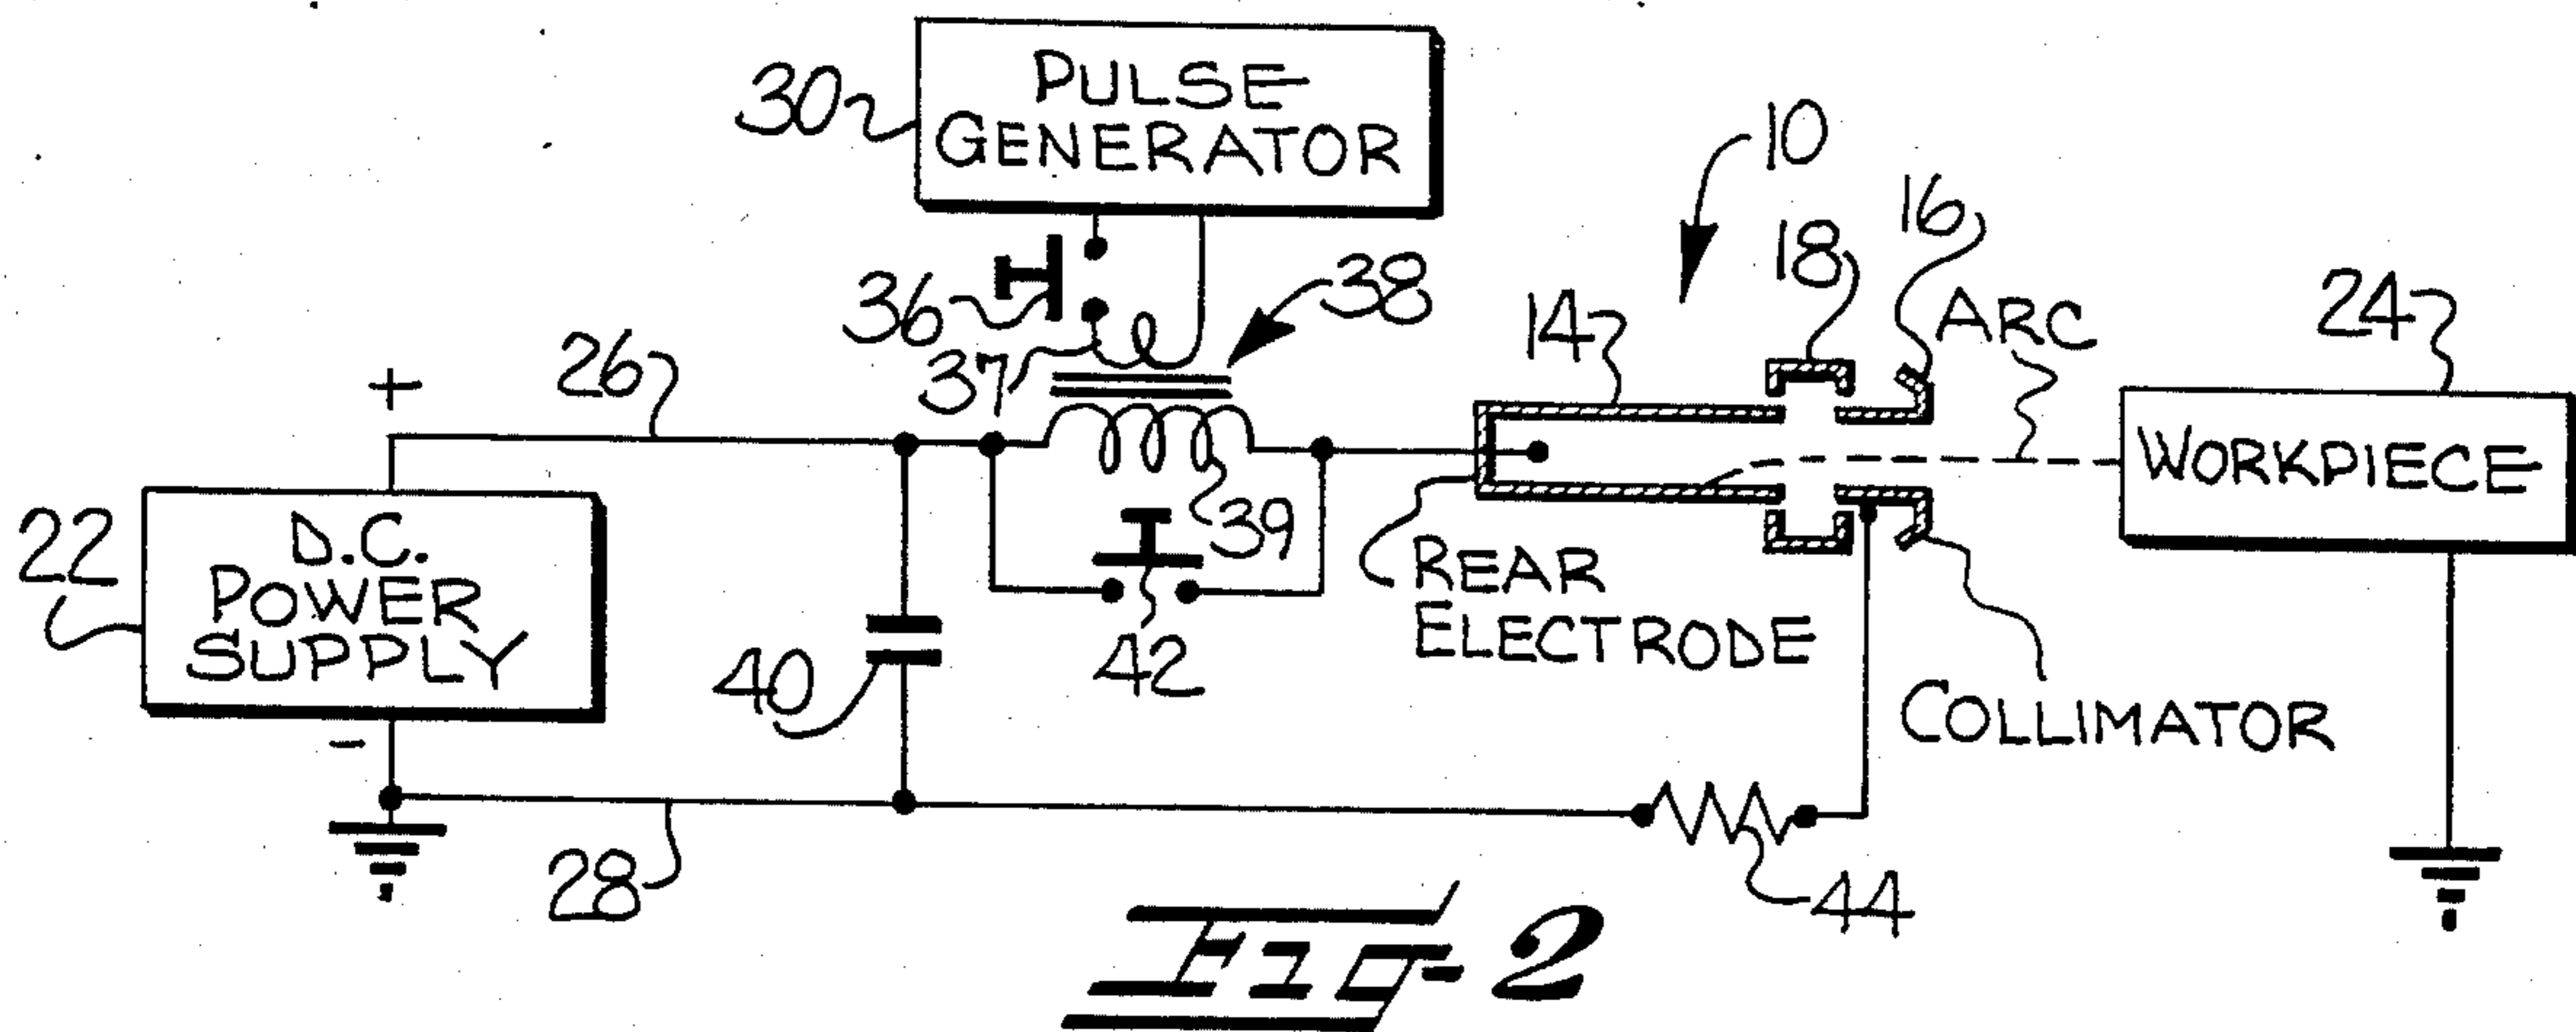 PULSE
GENERATOR
30
10
16
18
36
38
ARC
24
14
37
26
+
WORKPIECE
39
22
D.C.
POWER
SUPPLY
REAR
ELECTRODE
42
40
COLLIMATOR
-
28
44
FIG-2